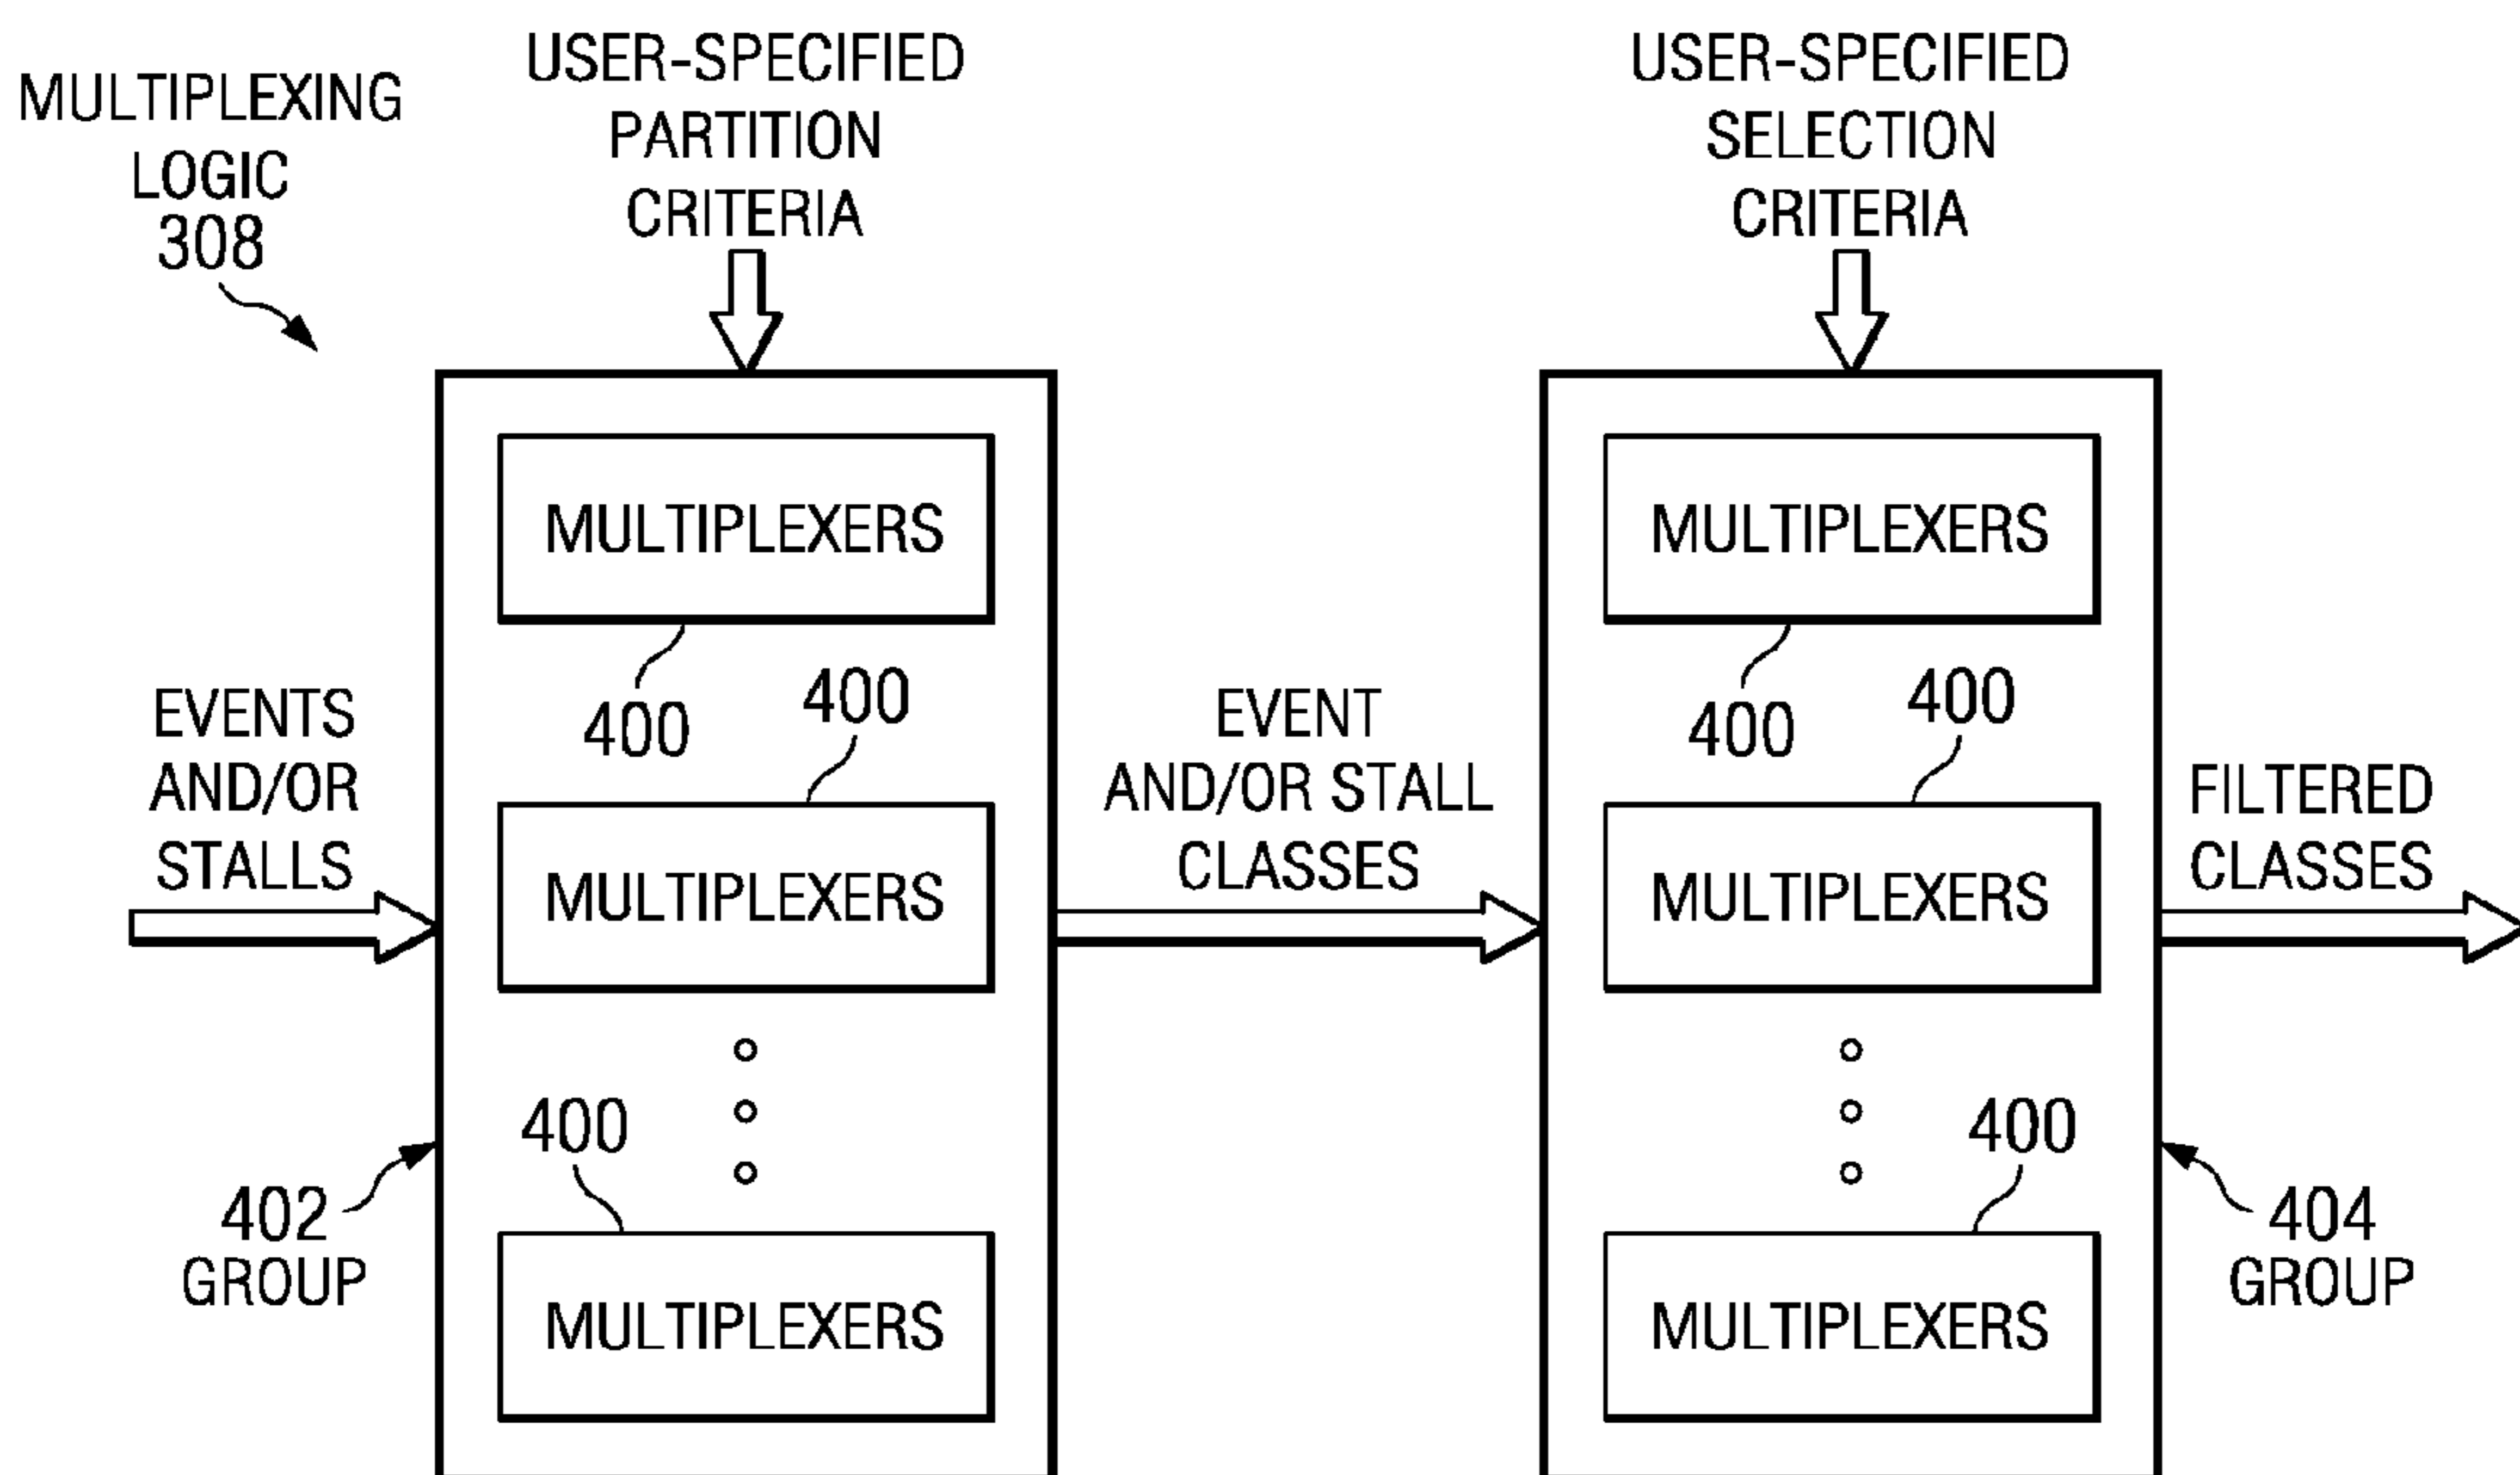 MULTIPLEXING
LOGIC
308
USER-SPECIFIED
PARTITION
CRITERIA
USER-SPECIFIED
SELECTION
CRITERIA
MULTIPLEXERS
400
400
MULTIPLEXERS
400
MULTIPLEXERS
EVENTS
AND/OR
STALLS
402
GROUP
EVENT
AND/OR STALL
CLASSES
MULTIPLEXERS
400
400
MULTIPLEXERS
400
MULTIPLEXERS
FILTERED
CLASSES
404
GROUP